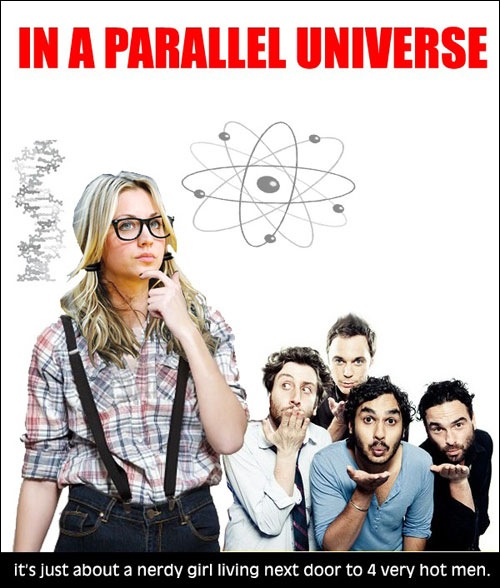 IN A PARALLEL UNIVERSE
it's just about a nerdy girl living next door to 4 very hot men.